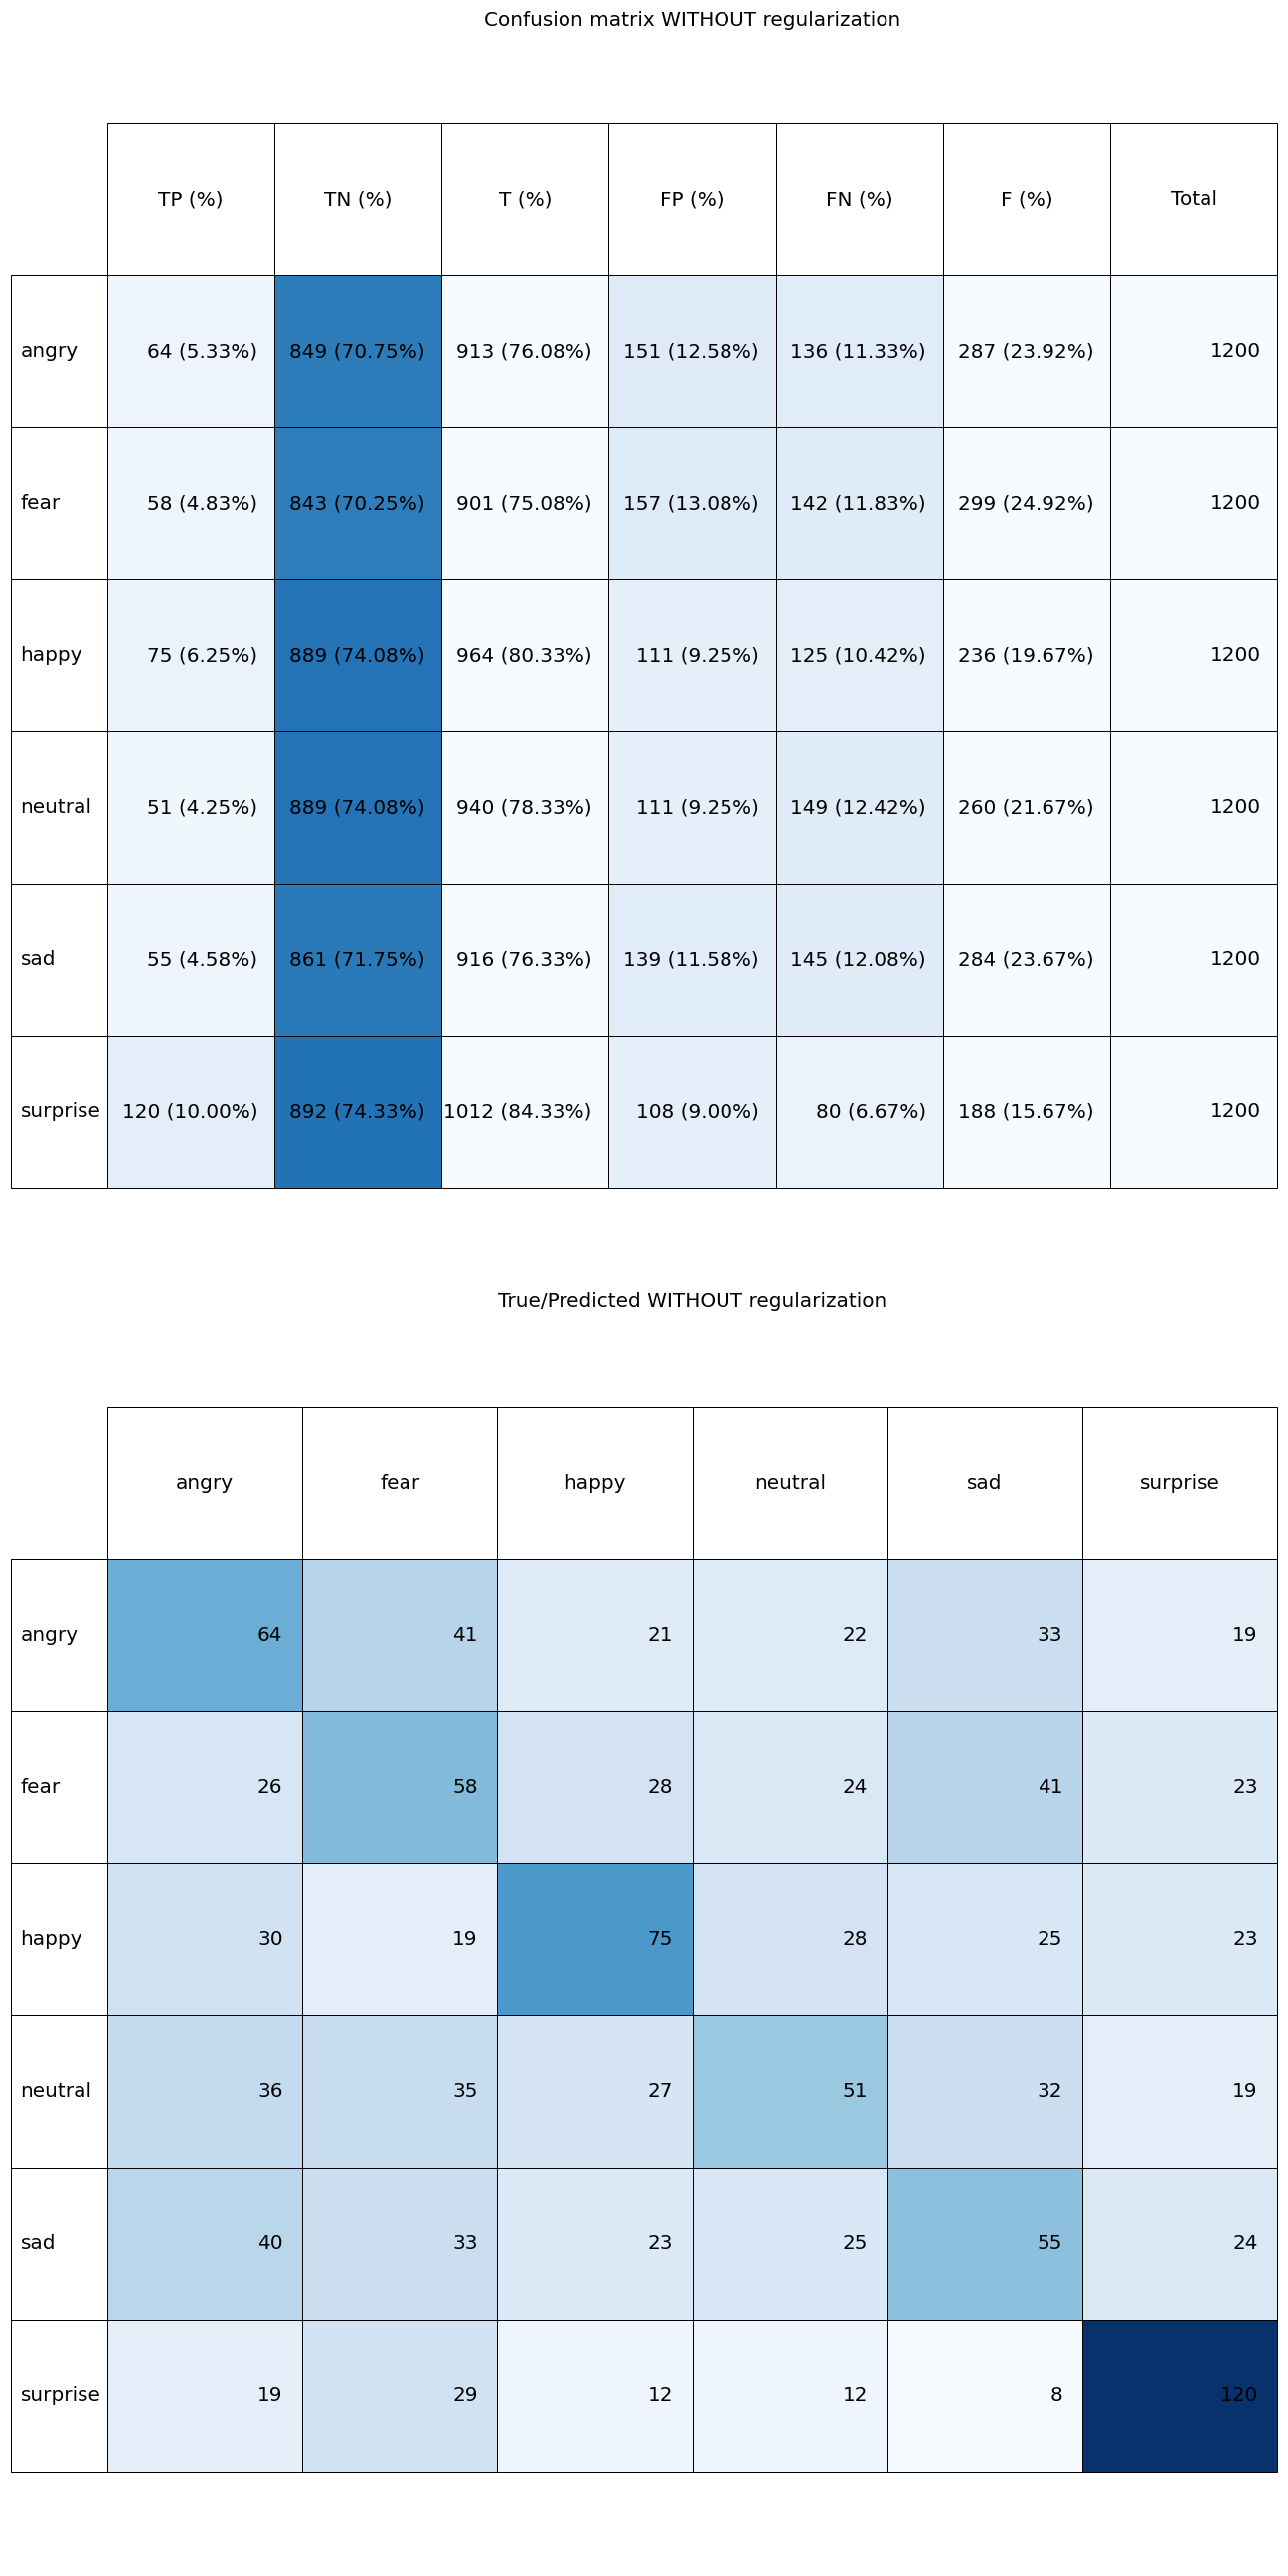 Confusion matrix WITHOUT regularization
TP (%) TN (%) T (%) FP (%) FN (%) F (%) Total
angry 64 (5.33%) 849 (70.75%) 913 (76.08%) 151 (12.58%) 136 (11.33%) 287 (23.92%) 1200
fear 58 (4.83%) 843 (70.25%) 901 (75.08%) 157 (13.08%) 142 (11.83%) 299 (24.92%) 1200
happy 75 (6.25%) 889 (74.08%) 964 (80.33%) 111 (9.25%) 125 (10.42%) 236 (19.67%) 1200
neutral 51 (4.25%) 889 (74.08%) 940 (78.33%) 111 (9.25%) 149 (12.42%) 260 (21.67%) 1200
sad 55 (4.58%) 861 (71.75%) 916 (76.33%) 139 (11.58%) 145 (12.08%) 284 (23.67%) 1200
surprise 120 (10.00%) 892 (74.33%) 1012 (84.33%) 108 (9.00%) 80 (6.67%) 188 (15.67%) 1200
True/Predicted WITHOUT regularization
angry fear happy neutral sad surprise
angry 64 41 21 22 33 19
fear 26 58 28 24 41 23
happy 30 19 75 28 25 23
neutral 36 35 27 51 32 19
sad 40 33 23 25 55 24
surprise 19 29 12 12 8 120